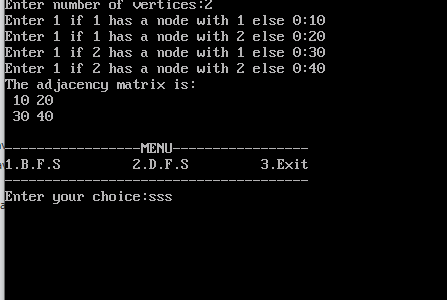 Enter number of vertices:2
Enter 1 if 1 has a node with 1 else 0:10
Enter 1 if 1 has a node with 2 else 0:20
Enter 1 if 2 has a node with 1 else 0:30
Enter 1 if 2 has a node with 2 else 0:40
The adjacency matrix is:
10 20
30 40
-----------------MENU-----------------
1.B.F.S 2.D.F.S 3.Exit
--------------------------------------
Enter your choice:sss